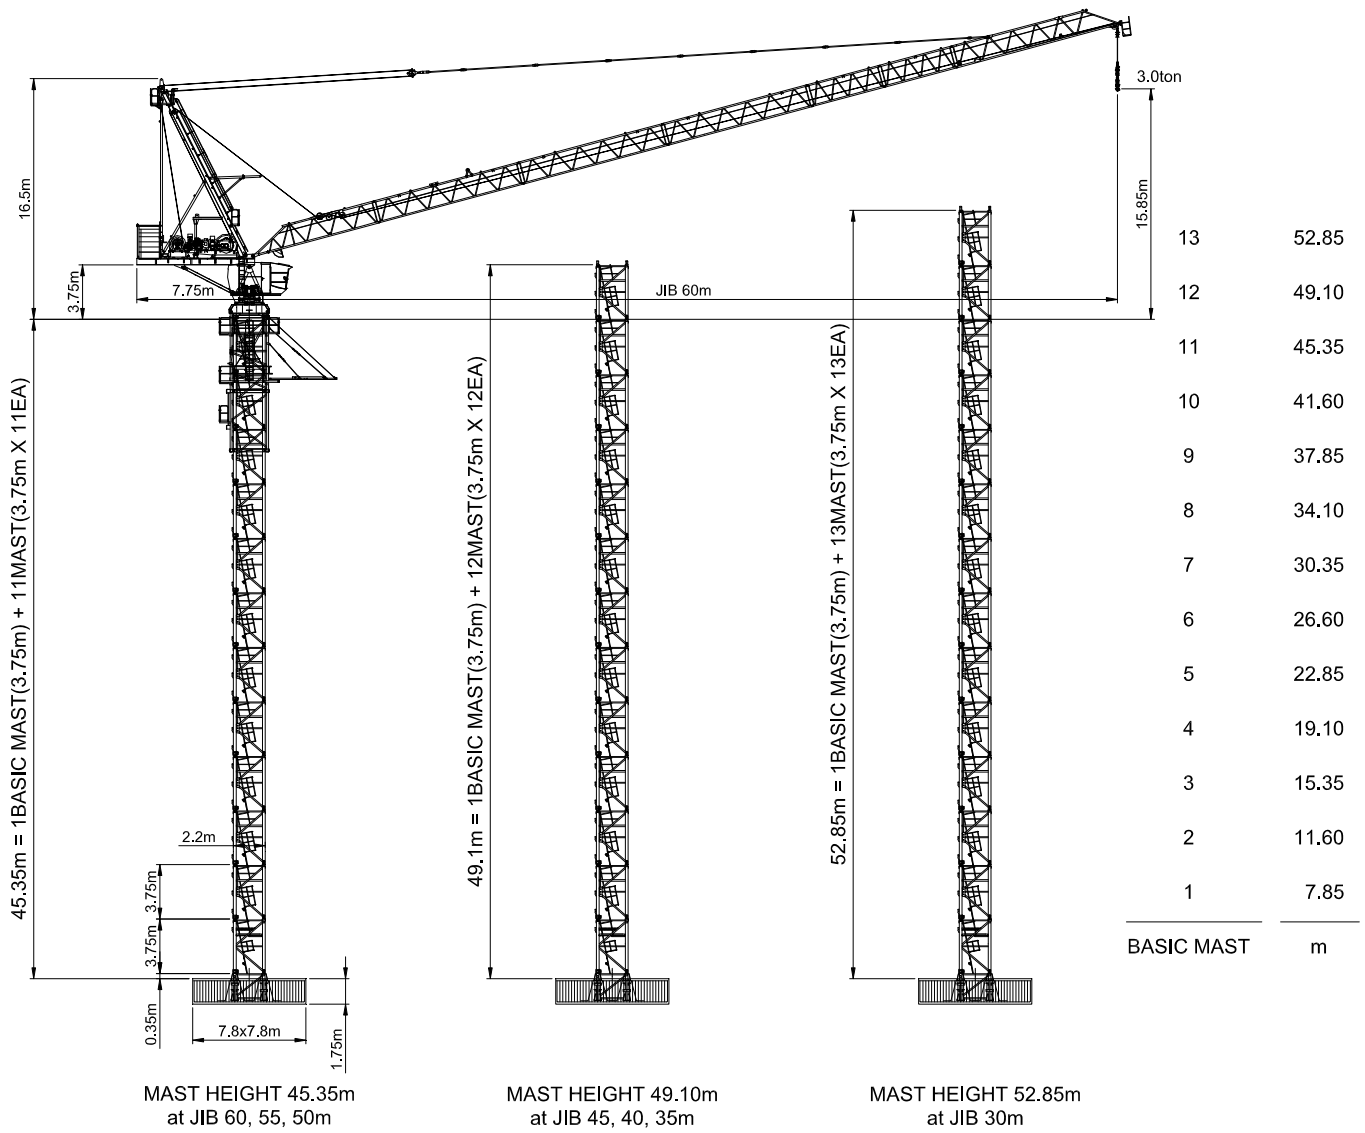 3.0ton
16.5m
15.85m
3.75m
7.75m
JIB 60m
45.35m = 1BASIC MAST(3.75m) + 11MAST(3.75m X 11EA)
49.1m = 1BASIC MAST(3.75m) + 12MAST(3.75m X 12EA)
52.85m = 1BASIC MAST(3.75m) + 13MAST(3.75m X 13EA)
2.2m
3.75m
3.75m
0.35m
7.8x7.8m
1.75m
13 52.85
12 49.10
11 45.35
10 41.60
9 37.85
8 34.10
7 30.35
6 26.60
5 22.85
4 19.10
3 15.35
2 11.60
1 7.85
BASIC MAST m
MAST HEIGHT 45.35m
at JIB 60, 55, 50m
MAST HEIGHT 49.10m
at JIB 45, 40, 35m
MAST HEIGHT 52.85m
at JIB 30m